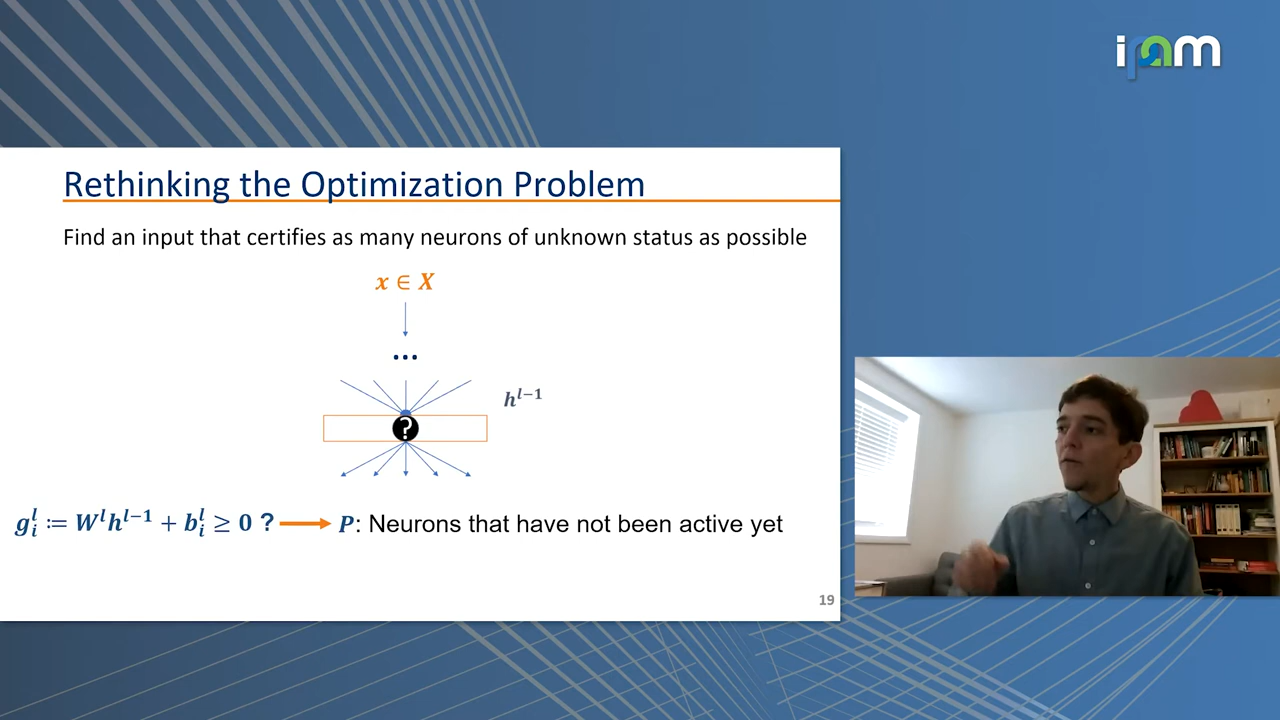 ipam
Rethinking the Optimization Problem
Find an input that certifies as many neurons of unknown status as possible
x ∈ X
...
h^{l-1}
?
g_i^l ≔ W^l h^{l-1} + b_i^l ≥ 0 ? → P: Neurons that have not been active yet
19